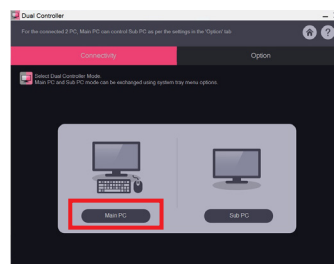 Dual Controller
For the connected 2 PC, Main PC can control Sub PC as per the settings in the 'Option' tab
Connectivity
Option
Select Dual Controller Mode.
Main PC and Sub PC mode can be exchanged using system tray menu options.
Main PC
Sub PC